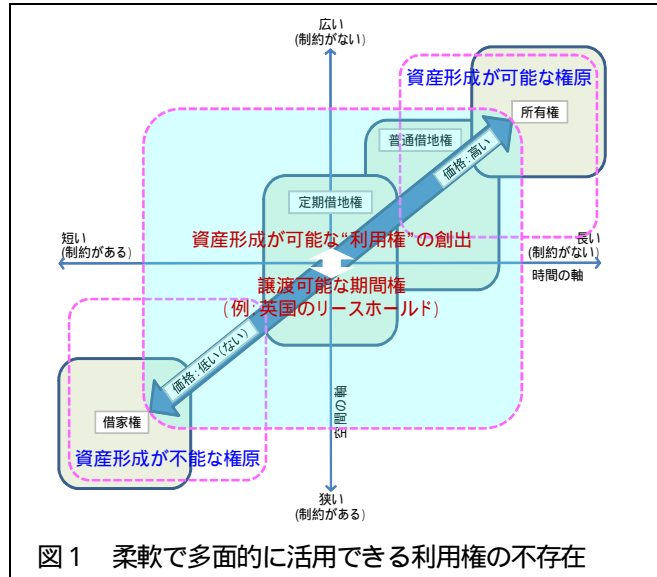 広い
(制約がない)
資産形成が可能な権原
所有権
普通借地権
価格:高い
定期借地権
短い
(制約がある)
資産形成が可能な“利用権”の創出
長い
(制約がない)
時間の軸
譲渡可能な期間権
(例,英国のリースホールド)
価格:低い(ない)
借家権
空間の軸
資産形成が不能な権原
狭い
(制約がある)
図1 柔軟で多面的に活用できる利用権の不存在